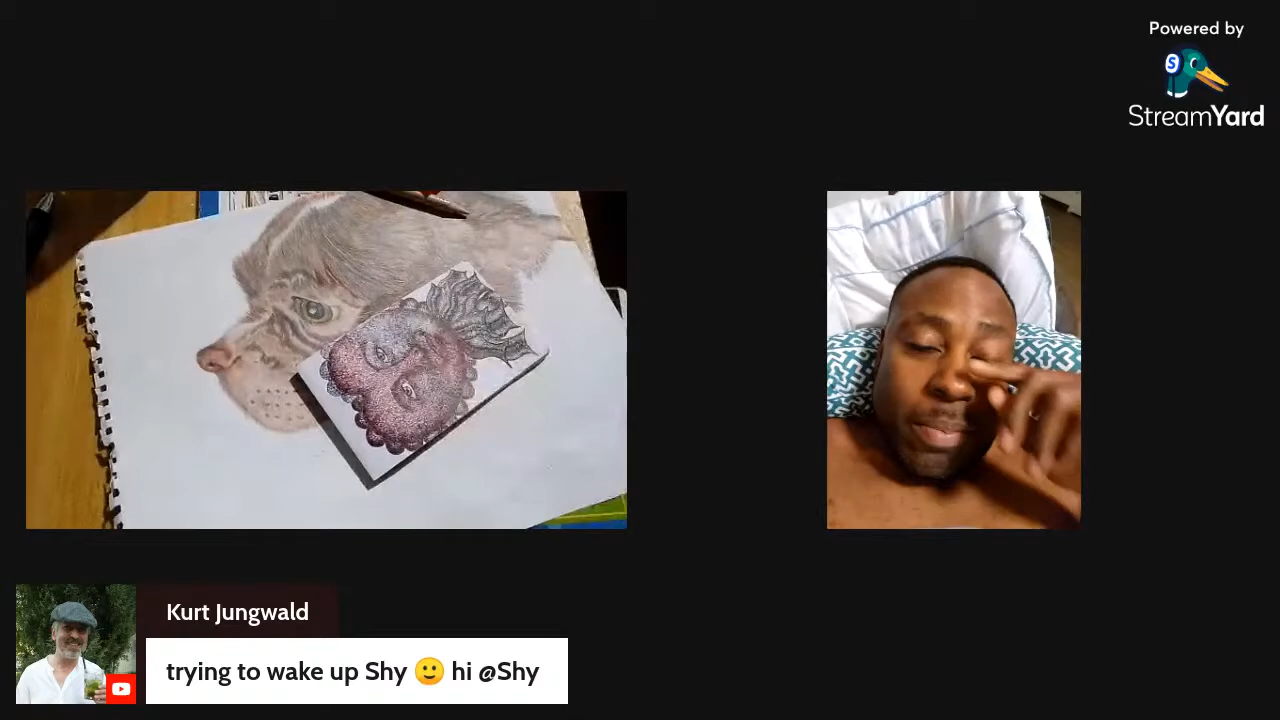 Powered by
StreamYard
Kurt Jungwald
trying to wake up Shy 🙂 hi @Shy